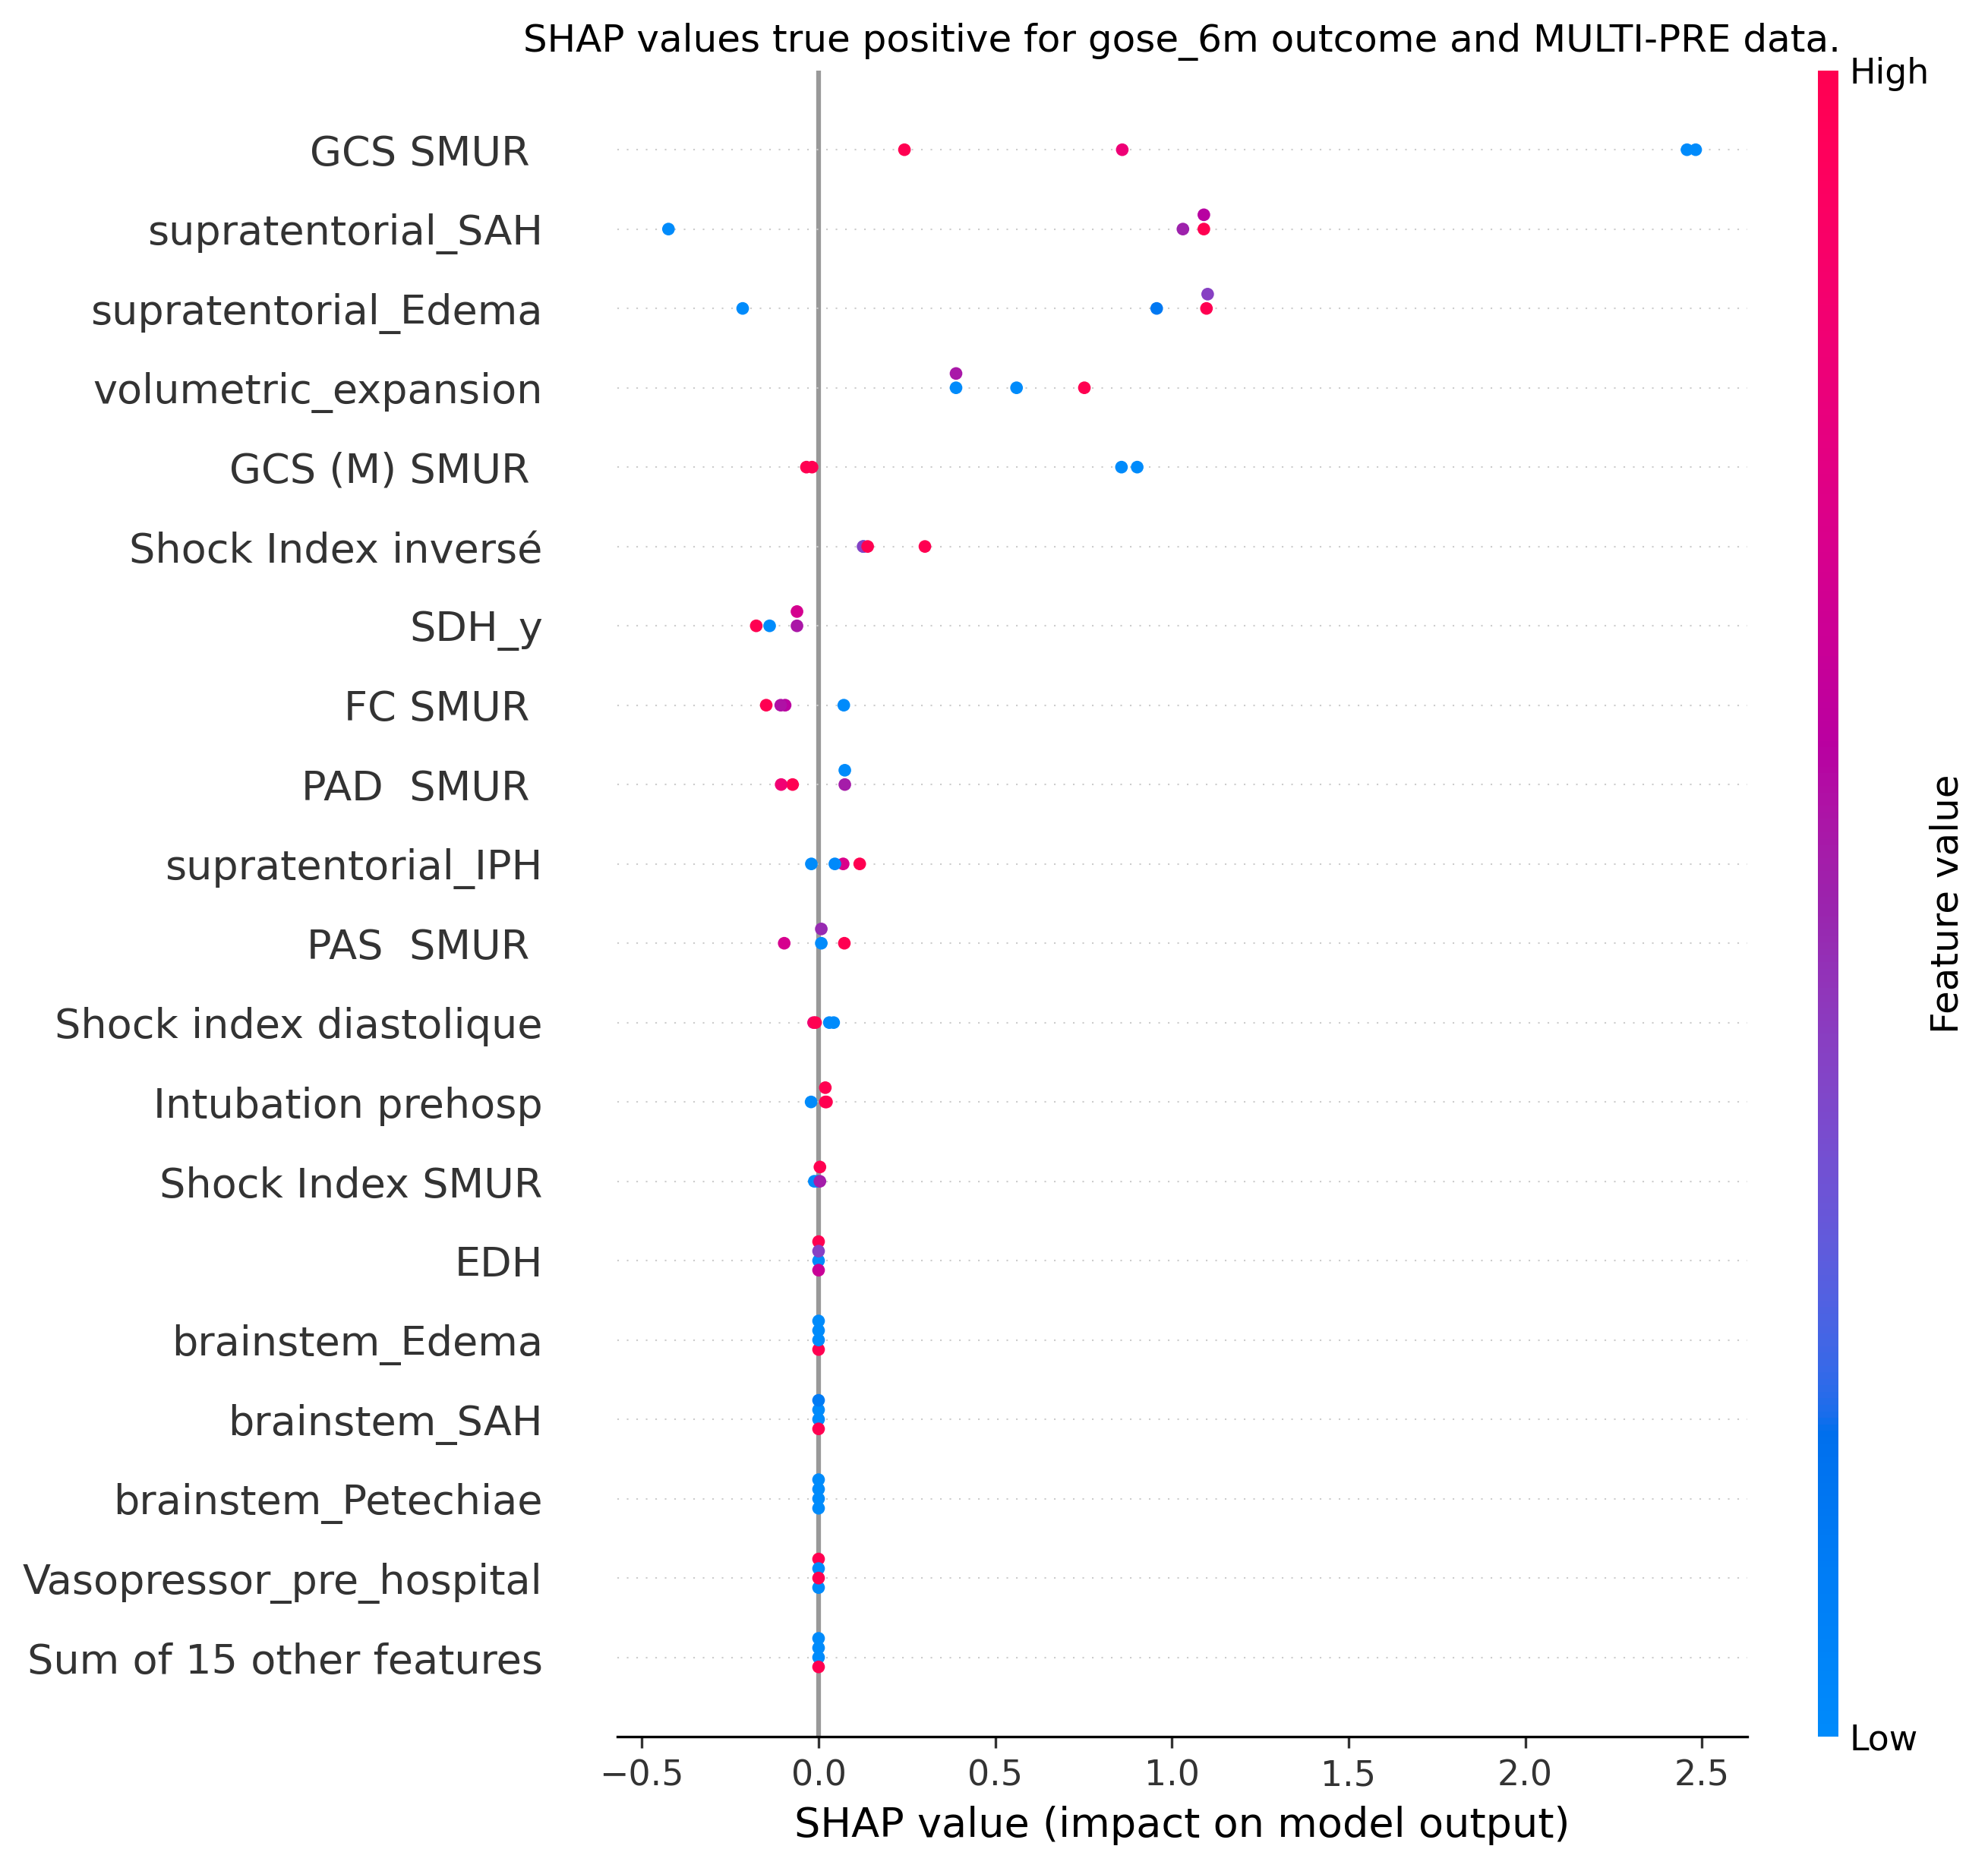 SHAP values true positive for gose_6m outcome and MULTI-PRE data.
High
GCS SMUR
supratentorial_SAH
supratentorial_Edema
volumetric_expansion
GCS (M) SMUR
Shock Index inversé
SDH_y
FC SMUR
PAD  SMUR
supratentorial_IPH
PAS  SMUR
Shock index diastolique
Intubation prehosp
Shock Index SMUR
EDH
brainstem_Edema
brainstem_SAH
brainstem_Petechiae
Vasopressor_pre_hospital
Sum of 15 other features
Feature value
Low
−0.5 0.0 0.5 1.0 1.5 2.0 2.5
SHAP value (impact on model output)